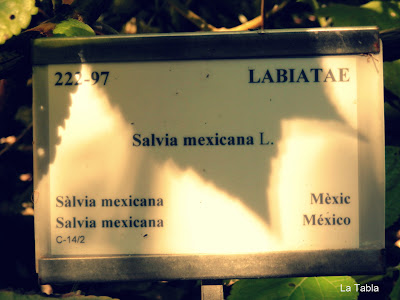 222-97 LABIATAE
Salvia mexicana L.
Sàlvia mexicana Mèxic
Salvia mexicana México
C-14/2
La Tabla